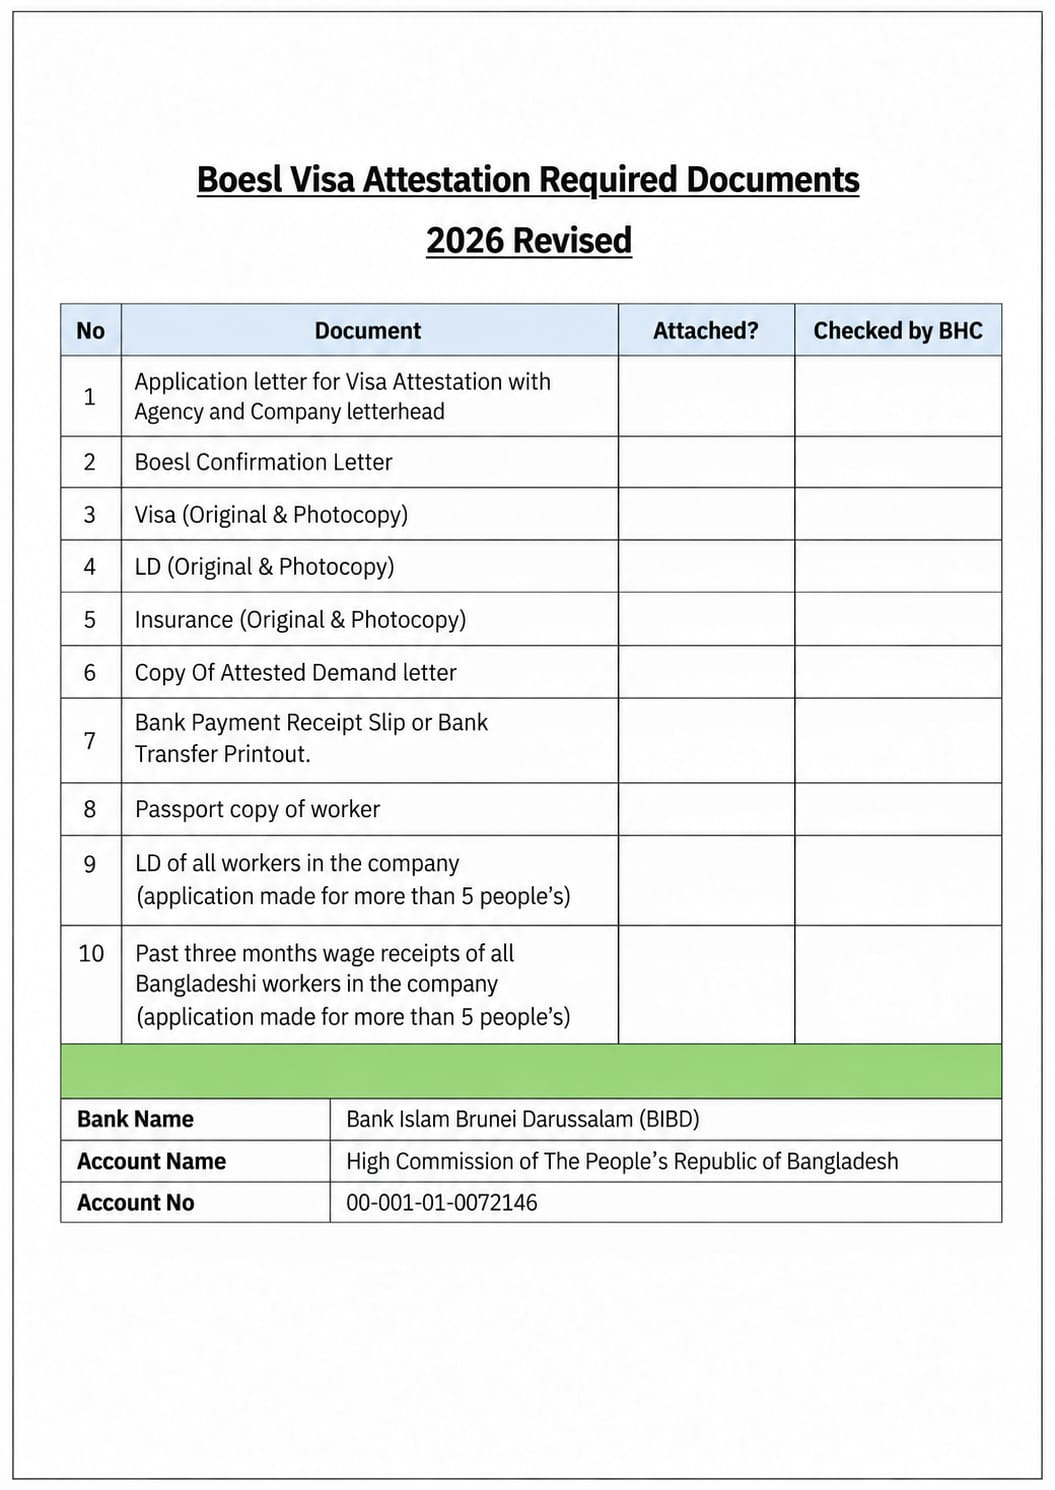 Boesl Visa Attestation Required Documents
2026 Revised
No Document Attached? Checked by BHC
1 Application letter for Visa Attestation with
Agency and Company letterhead
2 Boesl Confirmation Letter
3 Visa (Original & Photocopy)
4 LD (Original & Photocopy)
5 Insurance (Original & Photocopy)
6 Copy Of Attested Demand letter
7 Bank Payment Receipt Slip or Bank
Transfer Printout.
8 Passport copy of worker
9 LD of all workers in the company
(application made for more than 5 people’s)
10 Past three months wage receipts of all
Bangladeshi workers in the company
(application made for more than 5 people’s)
Bank Name Bank Islam Brunei Darussalam (BIBD)
Account Name High Commission of The People’s Republic of Bangladesh
Account No 00-001-01-0072146